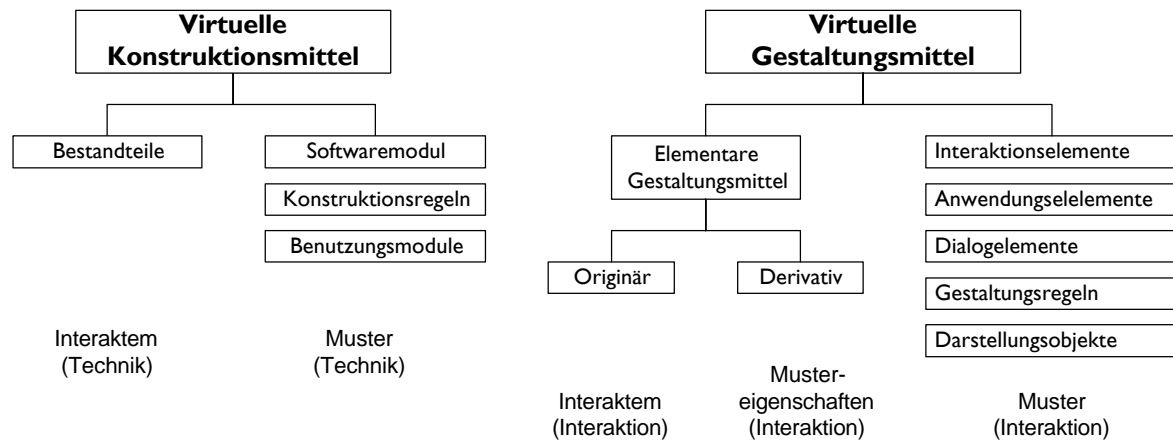 Virtuelle
Konstruktionsmittel
Bestandteile
Softwaremodul
Konstruktionsregeln
Benutzungsmodule
Interaktem
(Technik)
Muster
(Technik)
Virtuelle
Gestaltungsmittel
Elementare
Gestaltungsmittel
Originär
Derivativ
Interaktionselemente
Anwendungselelemente
Dialogelemente
Gestaltungsregeln
Darstellungsobjekte
Interaktem
(Interaktion)
Muster-
eigenschaften
(Interaktion)
Muster
(Interaktion)